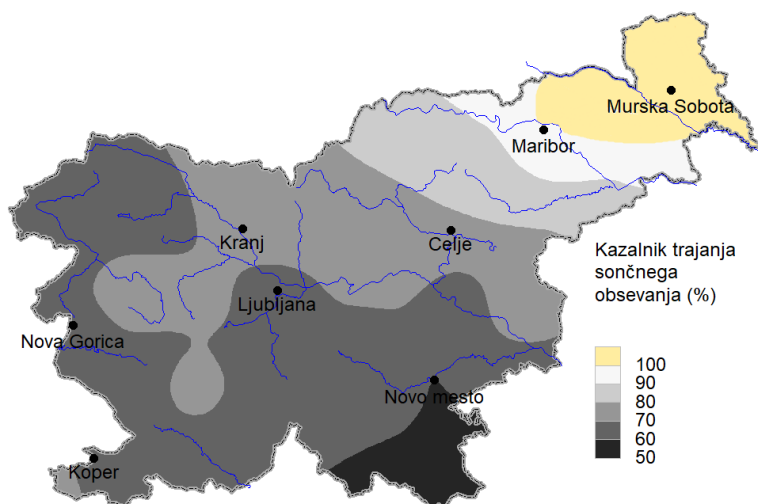 Murska Sobota
Maribor
Kranj
Celje
Kazalnik trajanja
sončnega
obsevanja (%)
Ljubljana
Nova Gorica
100
90
80
70
60
50
Novo mesto
Koper